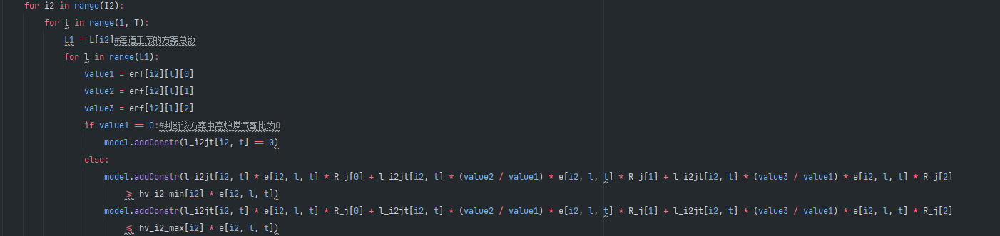 for i2 in range(I2):
for t in range(1, T):
L1 = L[i2]#每道工序的方案总数
for l in range(L1):
value1 = erf[i2][l][0]
value2 = erf[i2][l][1]
value3 = erf[i2][l][2]
if value1 == 0:#判断该方案中高炉煤气配比为0
model.addConstr(l_i2jt[i2, t] == 0)
else:
model.addConstr(l_i2jt[i2, t] * e[i2, l, t] * R_j[0] + l_i2jt[i2, t] * (value2 / value1) * e[i2, l, t] * R_j[1] + l_i2jt[i2, t] * (value3 / value1) * e[i2, l, t] * R_j[2]
>= hv_i2_min[i2] * e[i2, l, t])
model.addConstr(l_i2jt[i2, t] * e[i2, l, t] * R_j[0] + l_i2jt[i2, t] * (value2 / value1) * e[i2, l, t] * R_j[1] + l_i2jt[i2, t] * (value3 / value1) * e[i2, l, t] * R_j[2]
<= hv_i2_max[i2] * e[i2, l, t])